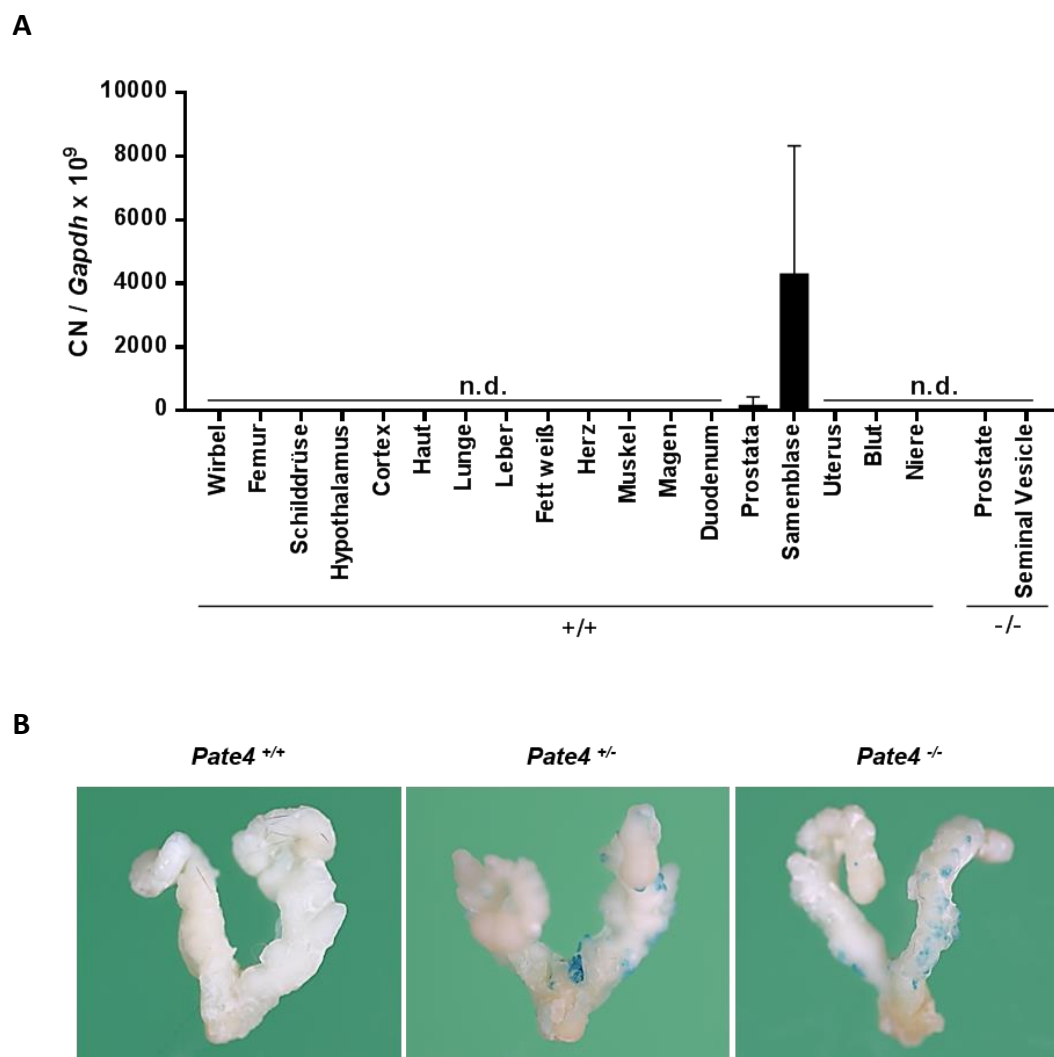 A
10000
8000
6000
4000
2000
0
CN / Gapdh x 10⁹
n.d.
n.d.
Wirbel
Femur
Schilddrüse
Hypothalamus
Cortex
Haut
Lunge
Leber
Fett weiß
Herz
Muskel
Magen
Duodenum
Prostata
Samenblase
Uterus
Blut
Niere
Prostate
Seminal Vesicle
+/+
-/-
B
Pate4 +/+
Pate4 +/-
Pate4 -/-